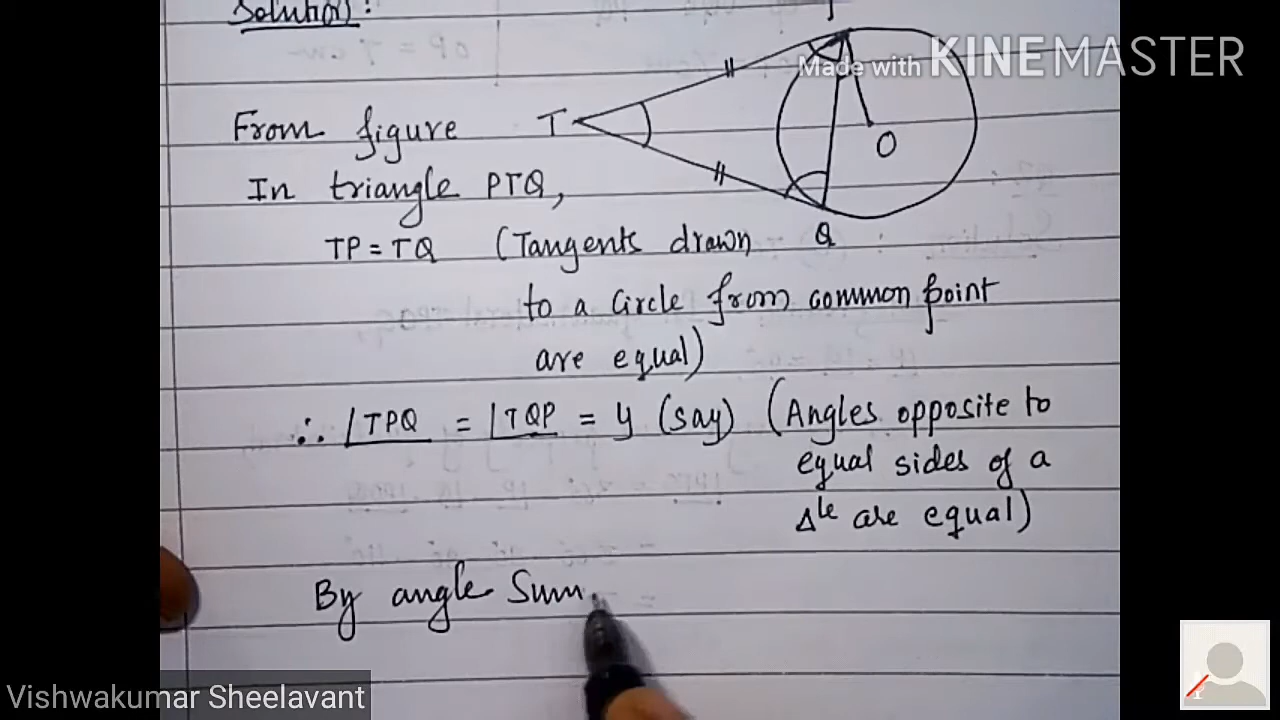 Solution:
Made with KINEMASTER
T
O
From figure
In triangle PTQ,
TP = TQ (Tangents drawn
Q
to a circle from common point
are equal)
∴ ∠TPQ = ∠TQP = y (say) (Angles opposite to
equal sides of a
Δle are equal)
By angle Sum
Vishwakumar Sheelavant